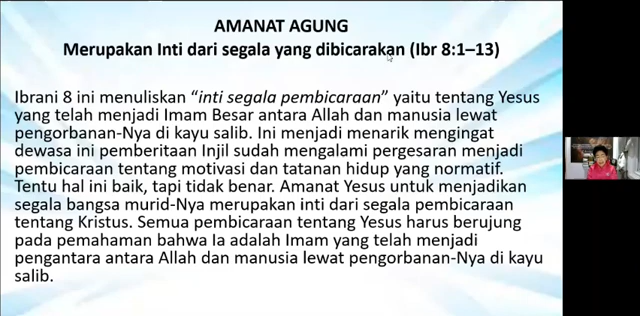 AMANAT AGUNG
Merupakan Inti dari segala yang dibicarakan (Ibr 8:1–13)
Ibrani 8 ini menuliskan “inti segala pembicaraan” yaitu tentang Yesus
yang telah menjadi Imam Besar antara Allah dan manusia lewat
pengorbanan-Nya di kayu salib. Ini menjadi menarik mengingat
dewasa ini pemberitaan Injil sudah mengalami pergesaran menjadi
pembicaraan tentang motivasi dan tatanan hidup yang normatif.
Tentu hal ini baik, tapi tidak benar. Amanat Yesus untuk menjadikan
segala bangsa murid-Nya merupakan inti dari segala pembicaraan
tentang Kristus. Semua pembicaraan tentang Yesus harus berujung
pada pemahaman bahwa Ia adalah Imam yang telah menjadi
pengantara antara Allah dan manusia lewat pengorbanan-Nya di kayu
salib.